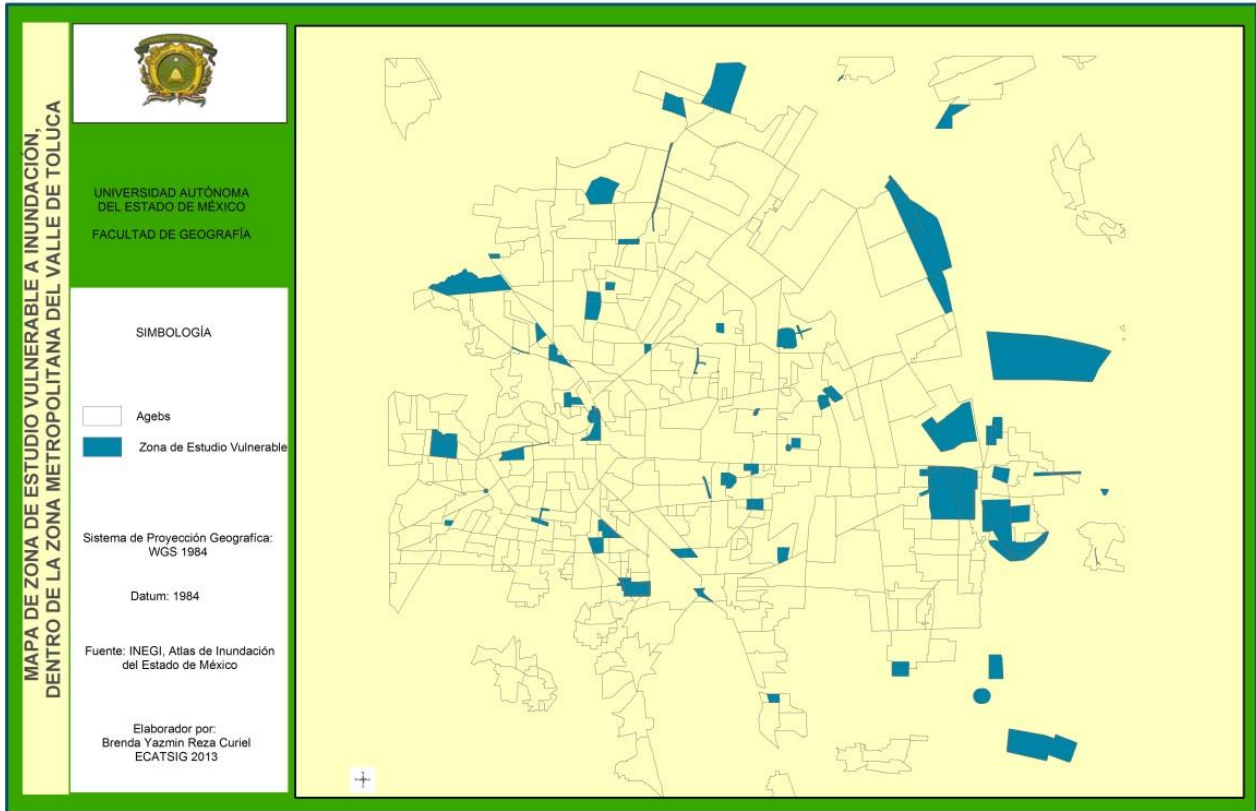 MAPA DE ZONA DE ESTUDIO VULNERABLE A INUNDACIÓN,
DENTRO DE LA ZONA METROPOLITANA DEL VALLE DE TOLUCA
UNIVERSIDAD AUTÓNOMA
DEL ESTADO DE MÉXICO
FACULTAD DE GEOGRAFÍA
SIMBOLOGÍA
Agebs
Zona de Estudio Vulnerable
Sistema de Proyección Geografíca:
WGS 1984
Datum: 1984
Fuente: INEGI, Atlas de Inundación
del Estado de México
Elaborador por:
Brenda Yazmin Reza Curiel
ECATSIG 2013